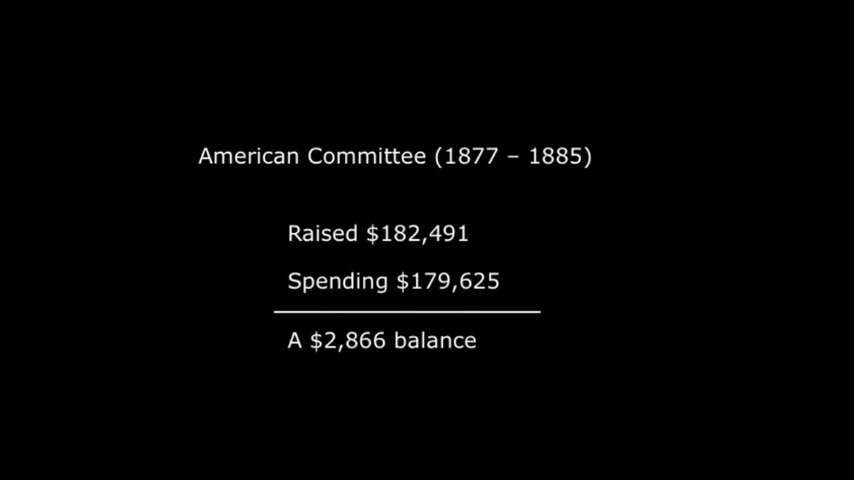 American Committee (1877 – 1885)
Raised $182,491
Spending $179,625
A $2,866 balance